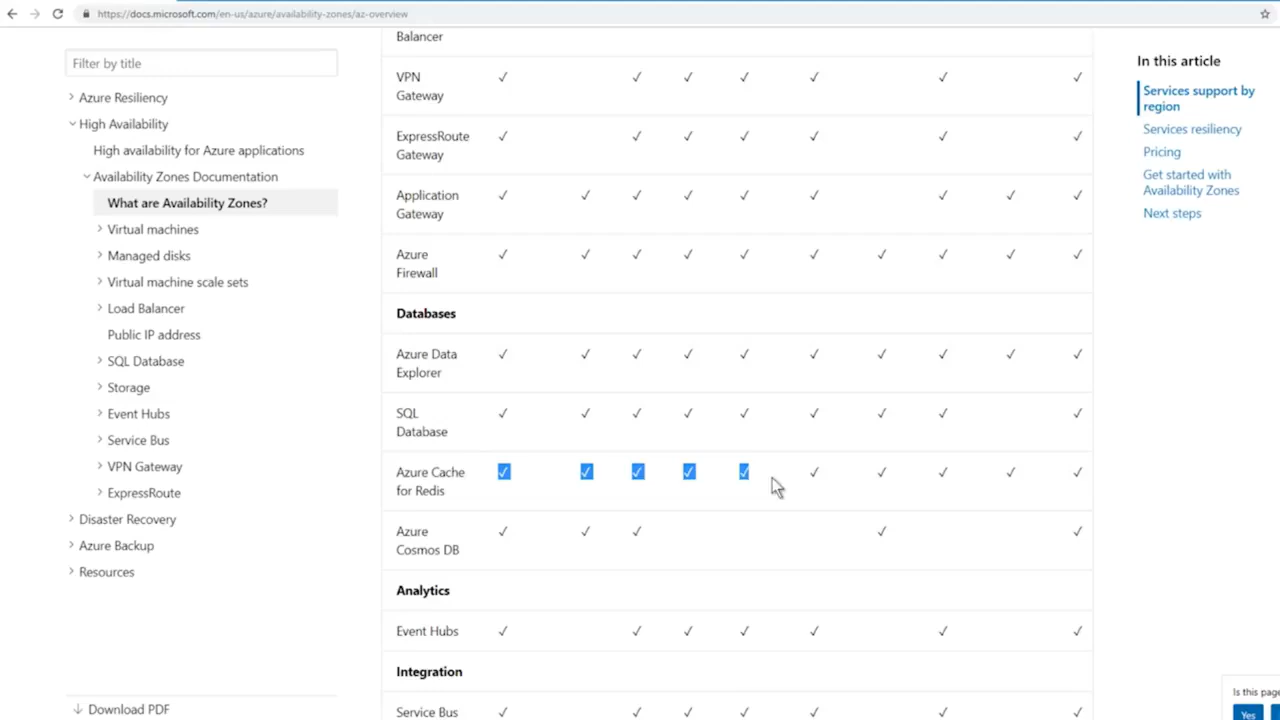 https://docs.microsoft.com/en-us/azure/availability-zones/az-overview
Filter by title
Azure Resiliency
High Availability
High availability for Azure applications
Availability Zones Documentation
What are Availability Zones?
Virtual machines
Managed disks
Virtual machine scale sets
Load Balancer
Public IP address
SQL Database
Storage
Event Hubs
Service Bus
VPN Gateway
ExpressRoute
Disaster Recovery
Azure Backup
Resources
Download PDF
Balancer
VPN ✓ ✓ ✓ ✓ ✓ ✓ ✓
Gateway
ExpressRoute ✓ ✓ ✓ ✓ ✓ ✓ ✓
Gateway
Application ✓ ✓ ✓ ✓ ✓ ✓ ✓ ✓ ✓
Gateway
Azure ✓ ✓ ✓ ✓ ✓ ✓ ✓ ✓ ✓ ✓
Firewall
Databases
Azure Data ✓ ✓ ✓ ✓ ✓ ✓ ✓ ✓ ✓ ✓
Explorer
SQL ✓ ✓ ✓ ✓ ✓ ✓ ✓ ✓ ✓
Database
Azure Cache ✓ ✓ ✓ ✓ ✓ ✓ ✓ ✓ ✓ ✓
for Redis
Azure ✓ ✓ ✓ ✓ ✓
Cosmos DB
Analytics
Event Hubs ✓ ✓ ✓ ✓ ✓ ✓ ✓
Integration
Service Bus ✓ ✓ ✓ ✓ ✓ ✓ ✓
In this article
Services support by
region
Services resiliency
Pricing
Get started with
Availability Zones
Next steps
Is this page
Yes